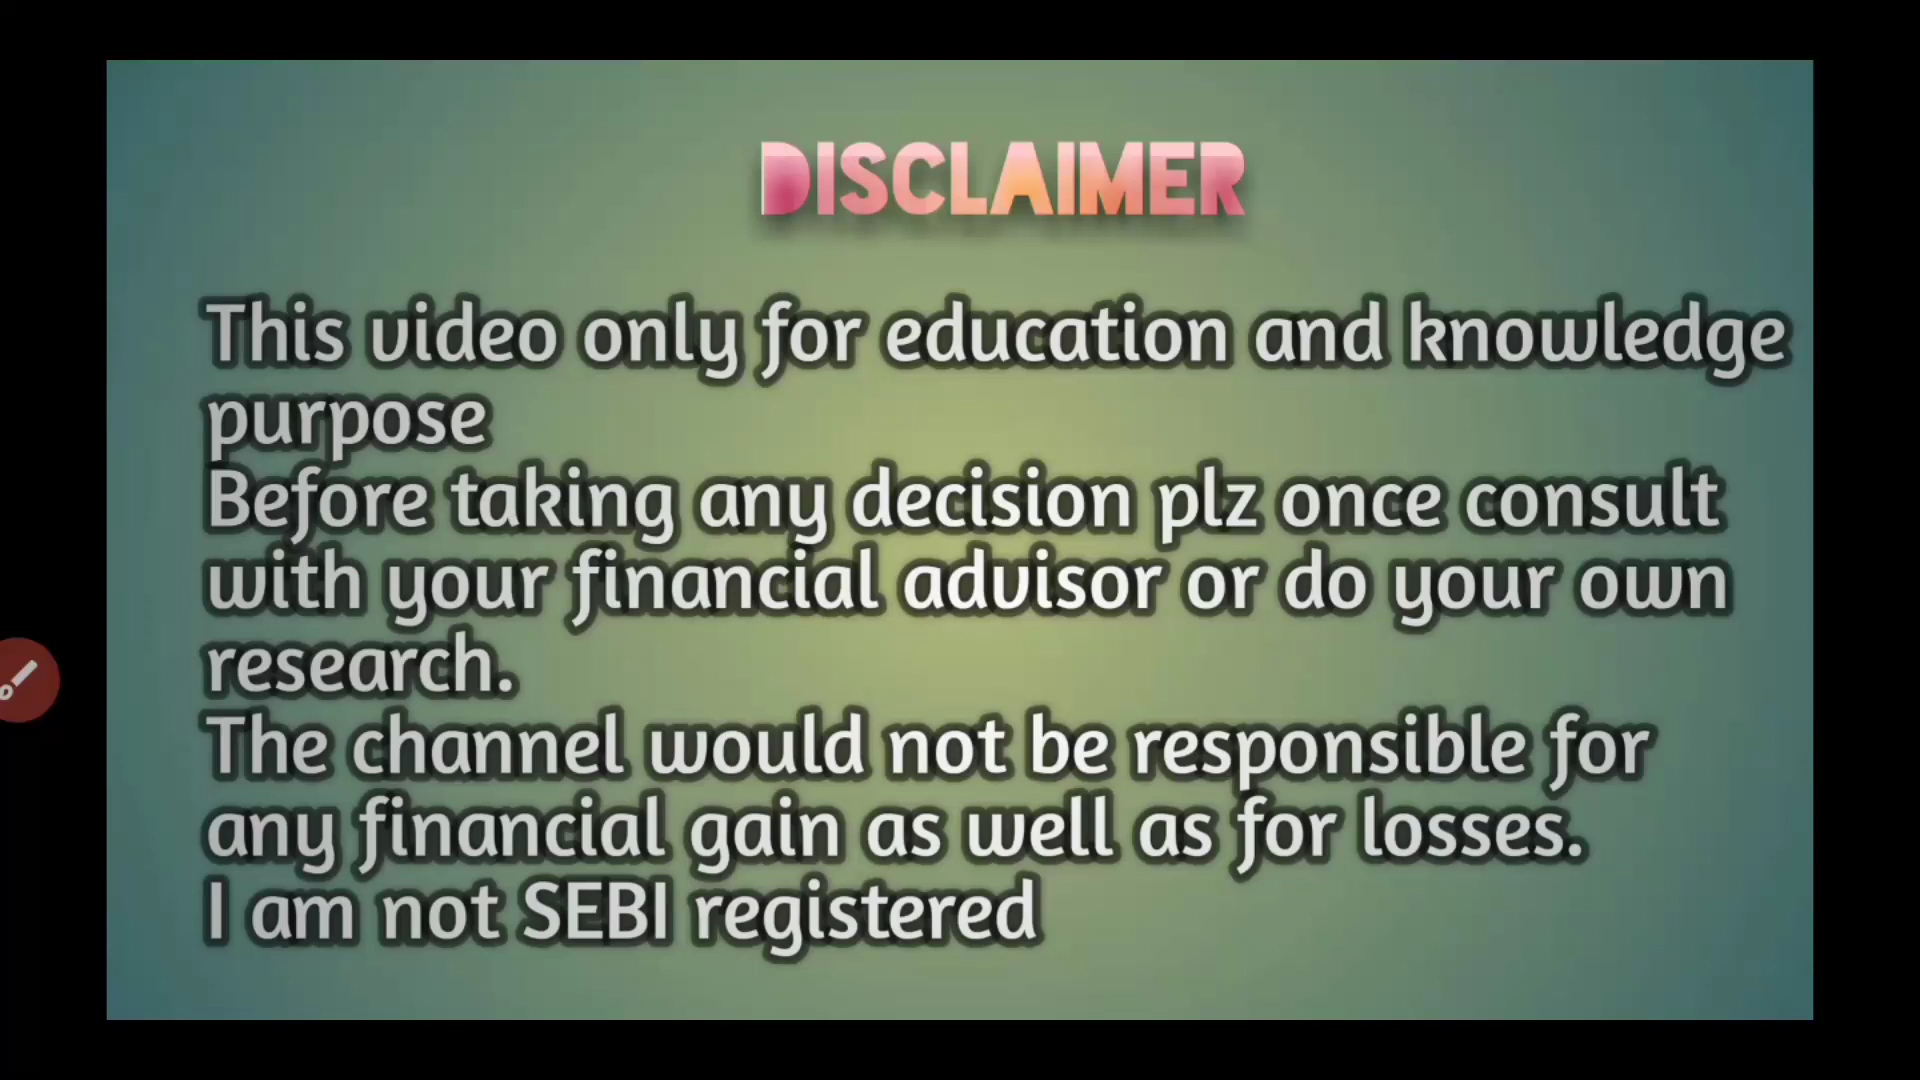 DISCLAIMER
This video only for education and knowledge
purpose
Before taking any decision plz once consult
with your financial advisor or do your own
research.
The channel would not be responsible for
any financial gain as well as for losses.
I am not SEBI registered